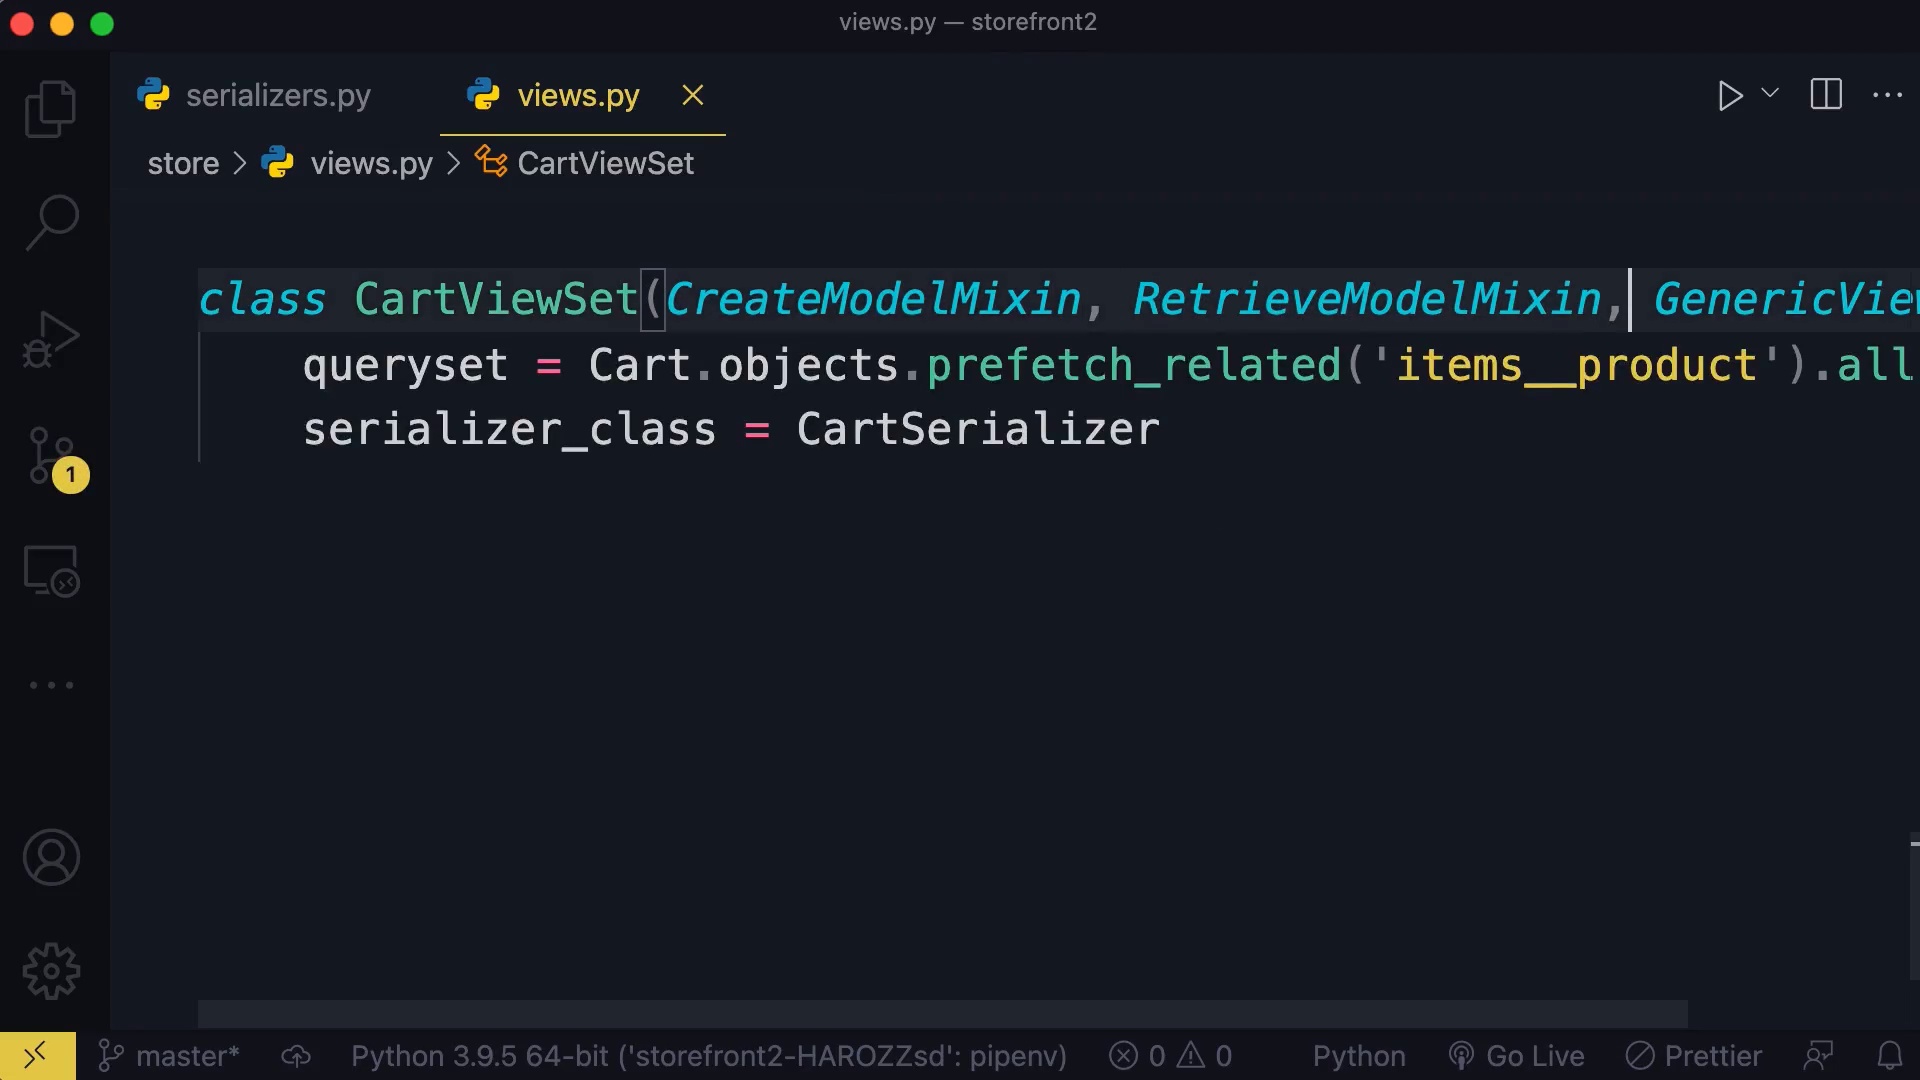 views.py — storefront2
serializers.py
views.py
store > views.py > CartViewSet
class CartViewSet(CreateModelMixin, RetrieveModelMixin, GenericView
queryset = Cart.objects.prefetch_related('items__product').all
serializer_class = CartSerializer
1
master*
Python 3.9.5 64-bit ('storefront2-HAROZZsd': pipenv)
0
0
Python
Go Live
Prettier